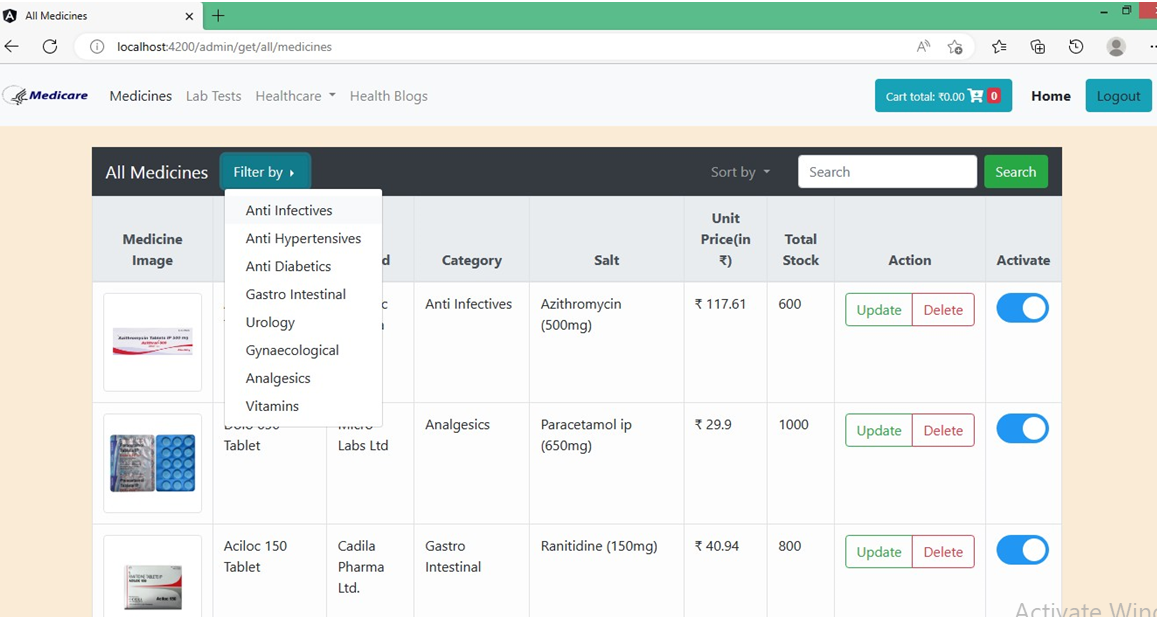 All Medicines
localhost:4200/admin/get/all/medicines
Medicare
Medicines Lab Tests Healthcare Health Blogs
Cart total: ₹0.00 0
Home
Logout
All Medicines
Filter by
Sort by
Search
Search
Anti Infectives
Anti Hypertensives
Anti Diabetics
Gastro Intestinal
Urology
Gynaecological
Analgesics
Vitamins
Medicine
Image
d
Category
Salt
Unit
Price(in
₹)
Total
Stock
Action
Activate
c
a
Anti Infectives
Azithromycin
(500mg)
₹ 117.61
600
Update
Delete
Dolo 650
Tablet
Micro
Labs Ltd
Analgesics
Paracetamol ip
(650mg)
₹ 29.9
1000
Update
Delete
Aciloc 150
Tablet
Cadila
Pharma
Ltd.
Gastro
Intestinal
Ranitidine (150mg)
₹ 40.94
800
Update
Delete
Activate Wind